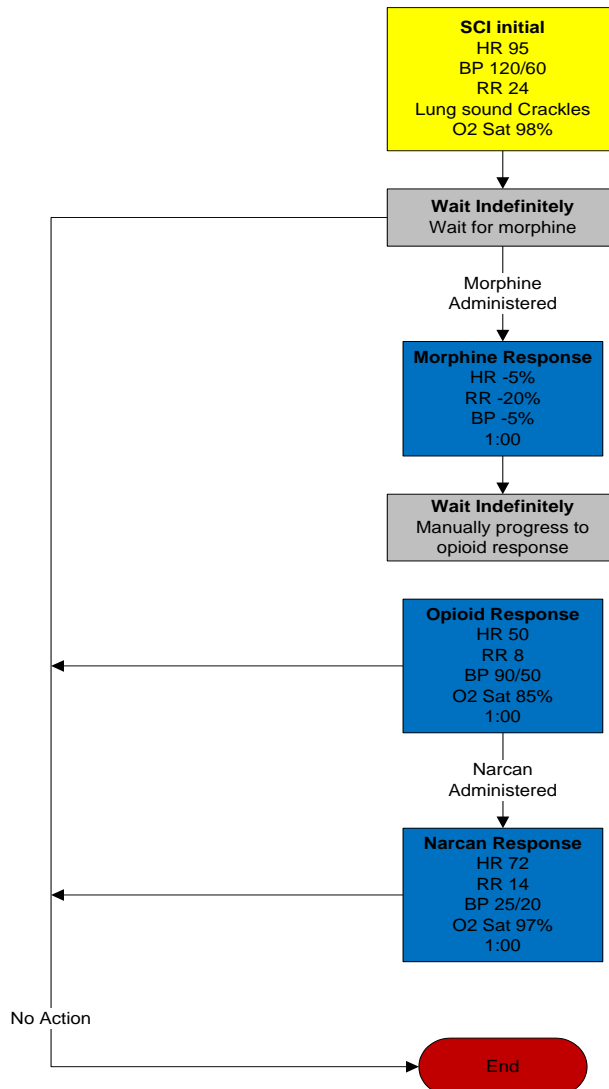 SCI initial
HR 95
BP 120/60
RR 24
Lung sound Crackles
O2 Sat 98%
Wait Indefinitely
Wait for morphine
Morphine
Administered
Morphine Response
HR -5%
RR -20%
BP -5%
1:00
Wait Indefinitely
Manually progress to
opioid response
Opioid Response
HR 50
RR 8
BP 90/50
O2 Sat 85%
1:00
Narcan
Administered
Narcan Response
HR 72
RR 14
BP 25/20
O2 Sat 97%
1:00
No Action
End